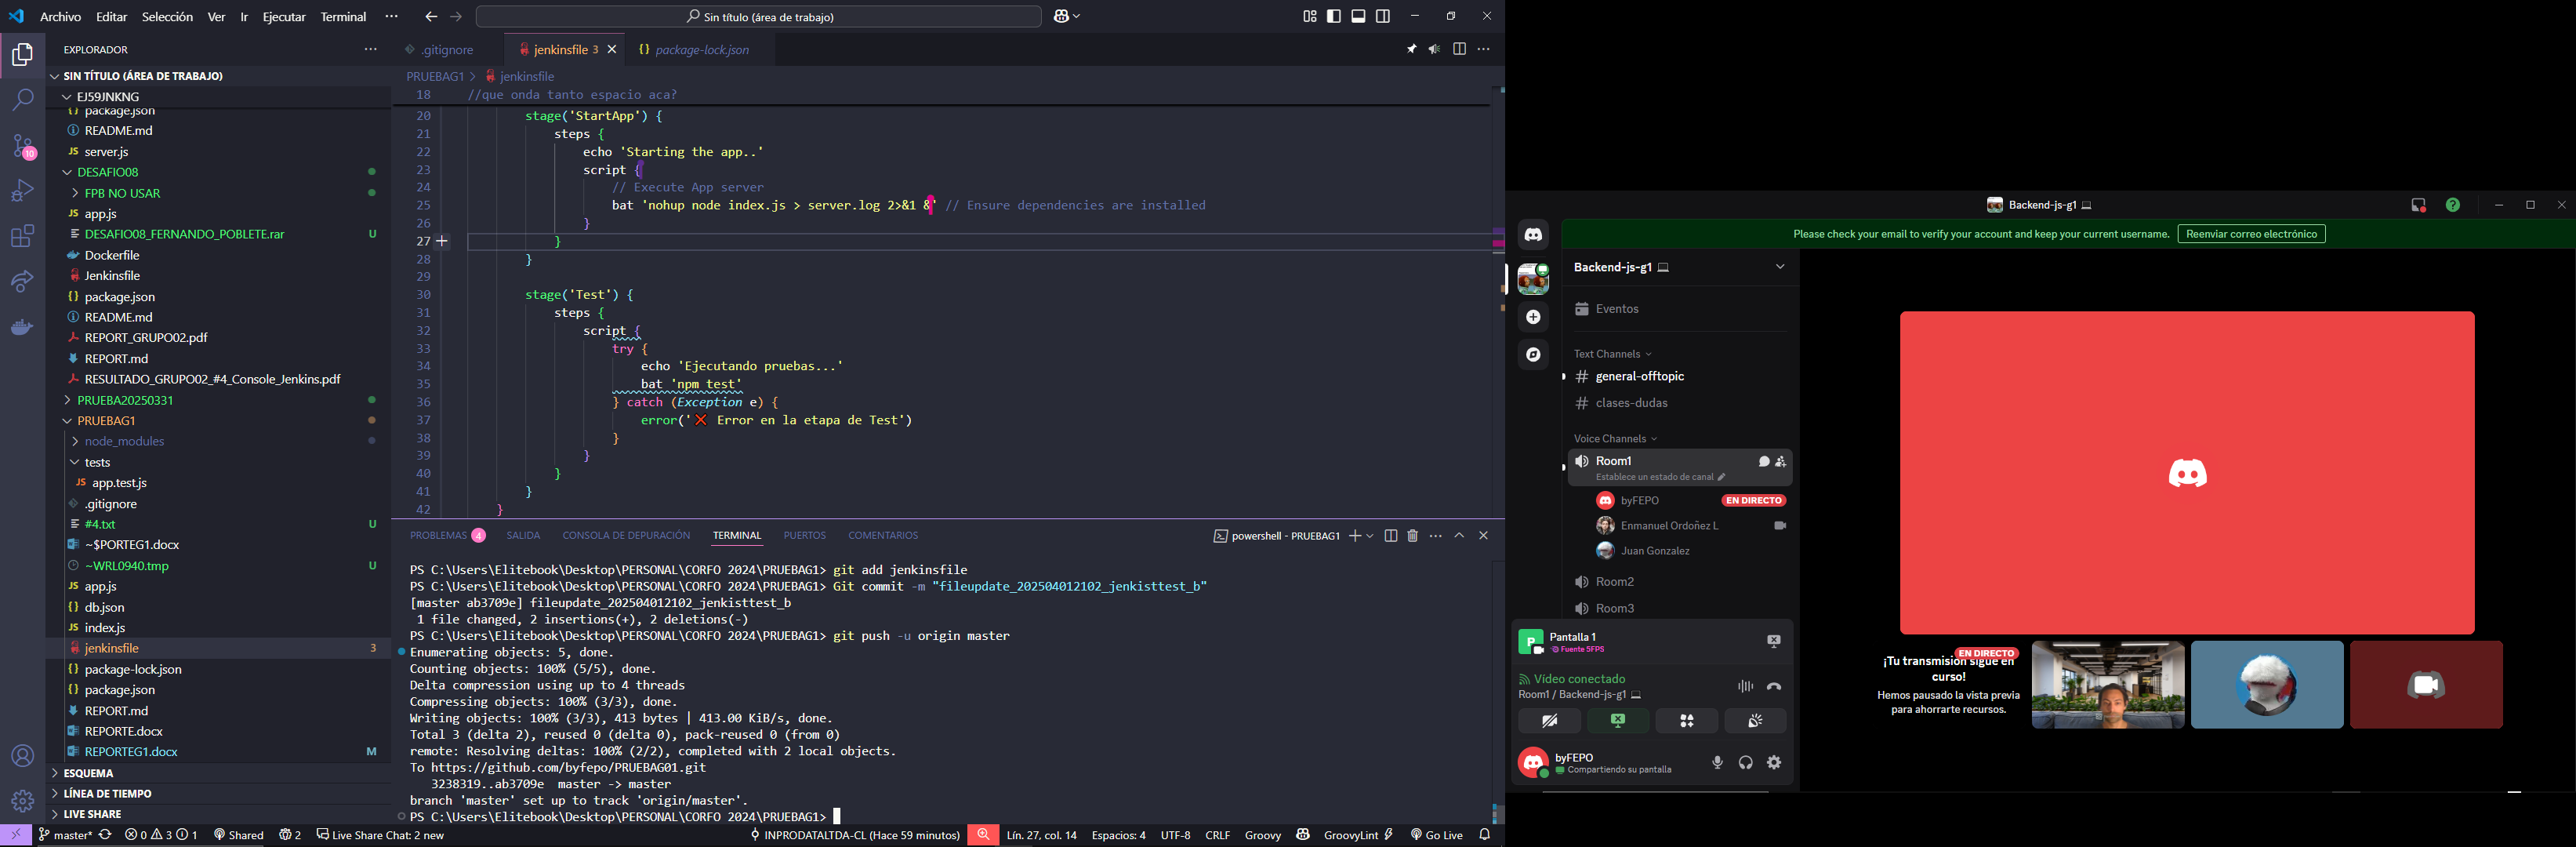 Archivo Editar Selección Ver Ir Ejecutar Terminal ···
Sin título (área de trabajo)
EXPLORADOR
SIN TÍTULO (ÁREA DE TRABAJO)
EJ59JNKNG
package.json
README.md
JS server.js
10
DESAFIO08
FPB NO USAR
JS app.js
DESAFIO08_FERNANDO_POBLETE.rar U
Dockerfile
Jenkinsfile
{} package.json
README.md
REPORT_GRUPO02.pdf
REPORT.md
RESULTADO_GRUPO02_#4_Console_Jenkins.pdf
PRUEBA20250331
PRUEBAG1
node_modules
tests
JS app.test.js
.gitignore
#4.txt U
~$PORTEG1.docx
~WRL0940.tmp U
JS app.js
{} db.json
JS index.js
jenkinsfile 3
{} package-lock.json
{} package.json
REPORT.md
REPORTE.docx
REPORTEG1.docx M
ESQUEMA
LÍNEA DE TIEMPO
LIVE SHARE
.gitignore
jenkinsfile 3
{} package-lock.json
PRUEBAG1 > jenkinsfile
18 //que onda tanto espacio aca?
20 stage('StartApp') {
21 steps {
22 echo 'Starting the app..'
23 script {
24 // Execute App server
25 bat 'nohup node index.js > server.log 2>&1 &' // Ensure dependencies are installed
26 }
27 }
28 }
29
30 stage('Test') {
31 steps {
32 script {
33 try {
34 echo 'Ejecutando pruebas...'
35 bat 'npm test'
36 } catch (Exception e) {
37 error('❌ Error en la etapa de Test')
38 }
39 }
40 }
41 }
42 }
PROBLEMAS 4 SALIDA CONSOLA DE DEPURACIÓN TERMINAL PUERTOS COMENTARIOS
powershell - PRUEBAG1
PS C:\Users\Elitebook\Desktop\PERSONAL\CORFO 2024\PRUEBAG1> git add jenkinsfile
PS C:\Users\Elitebook\Desktop\PERSONAL\CORFO 2024\PRUEBAG1> Git commit -m "fileupdate_202504012102_jenkisttest_b"
[master ab3709e] fileupdate_202504012102_jenkisttest_b
1 file changed, 2 insertions(+), 2 deletions(-)
PS C:\Users\Elitebook\Desktop\PERSONAL\CORFO 2024\PRUEBAG1> git push -u origin master
Enumerating objects: 5, done.
Counting objects: 100% (5/5), done.
Delta compression using up to 4 threads
Compressing objects: 100% (3/3), done.
Writing objects: 100% (3/3), 413 bytes | 413.00 KiB/s, done.
Total 3 (delta 2), reused 0 (delta 0), pack-reused 0 (from 0)
remote: Resolving deltas: 100% (2/2), completed with 2 local objects.
To https://github.com/byfepo/PRUEBAG01.git
3238319..ab3709e master -> master
branch 'master' set up to track 'origin/master'.
PS C:\Users\Elitebook\Desktop\PERSONAL\CORFO 2024\PRUEBAG1>
master* 0 3 1 Shared 2 Live Share Chat: 2 new
INPRODATALTDA-CL (Hace 59 minutos) Lín. 27, col. 14 Espacios: 4 UTF-8 CRLF Groovy GroovyLint Go Live
Backend-js-g1
Please check your email to verify your account and keep your current username. Reenviar correo electrónico
Backend-js-g1
Eventos
Text Channels
# general-offtopic
# clases-dudas
Voice Channels
Room1
Establece un estado de canal
byFEPO EN DIRECTO
Enmanuel Ordoñez L
Juan Gonzalez
Room2
Room3
P
Pantalla 1
Fuente 5FPS
Vídeo conectado
Room1 / Backend-js-g1
byFEPO
Compartiendo su pantalla
EN DIRECTO
¡Tu transmisión sigue en
curso!
Hemos pausado la vista previa
para ahorrarte recursos.